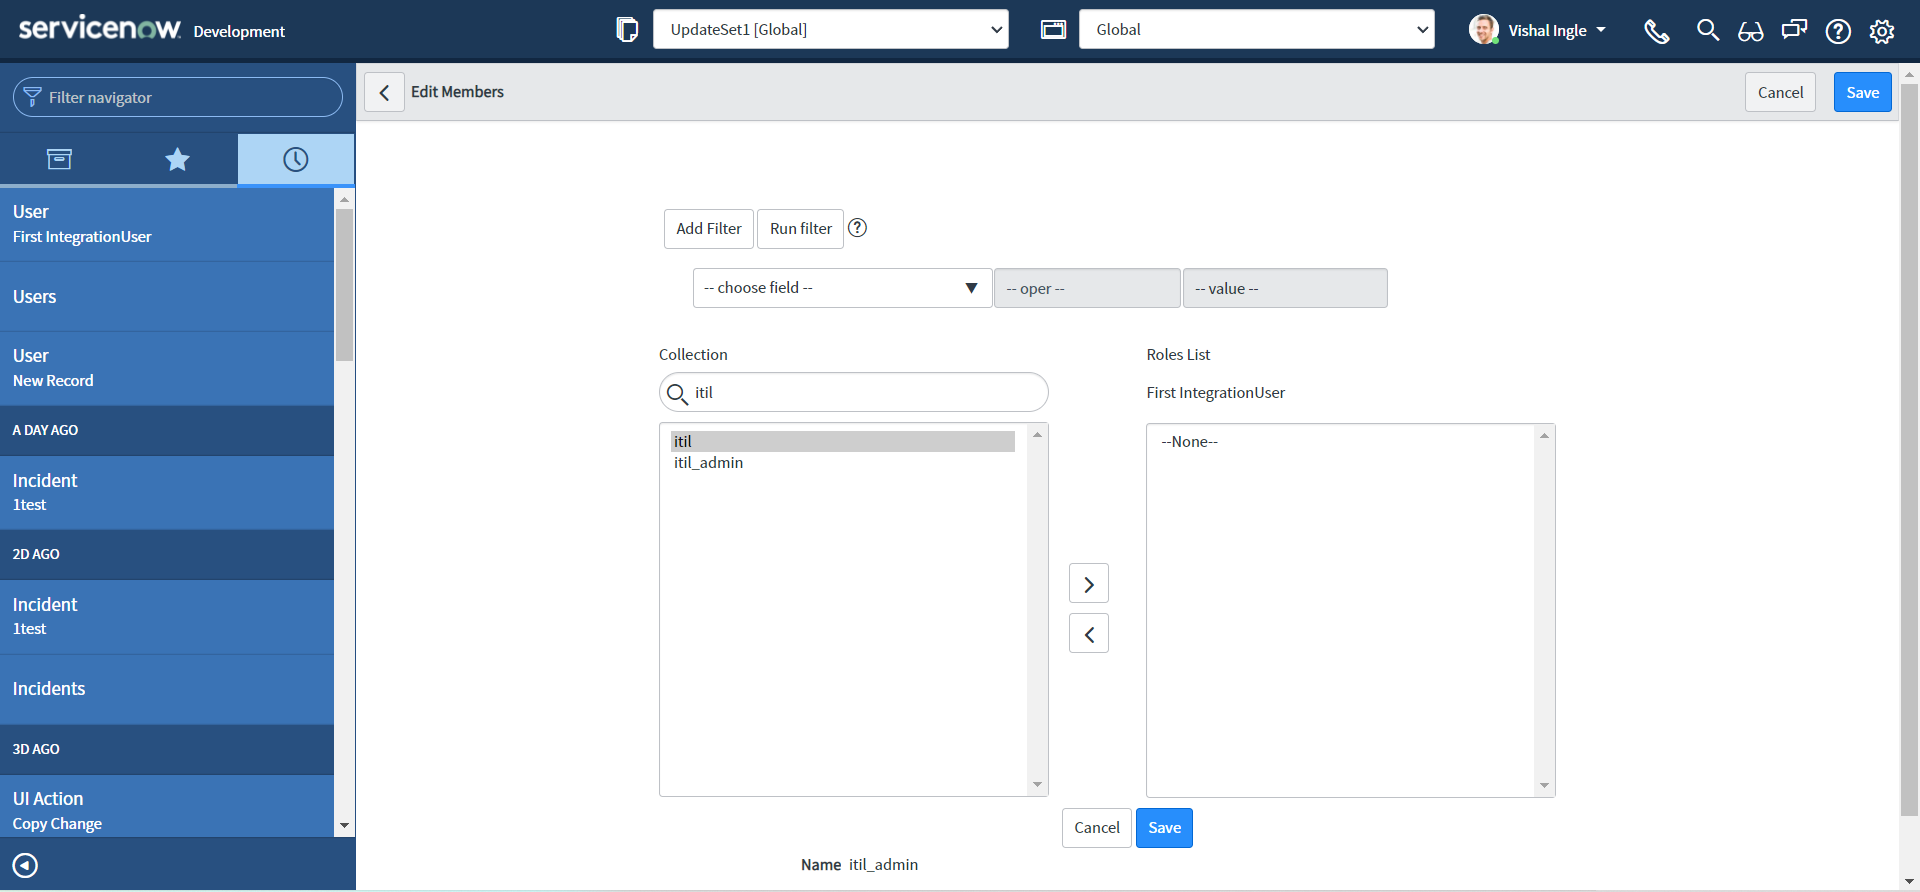 servicenow. Development
UpdateSet1 [Global]
Global
Vishal Ingle
Filter navigator
Edit Members
Cancel
Save
User
First IntegrationUser
Users
User
New Record
A DAY AGO
Incident
1test
2D AGO
Incident
1test
Incidents
3D AGO
UI Action
Copy Change
Add Filter
Run filter
?
-- choose field --
-- oper --
-- value --
Collection
Roles List
itil
First IntegrationUser
itil
itil_admin
--None--
Cancel
Save
Name itil_admin